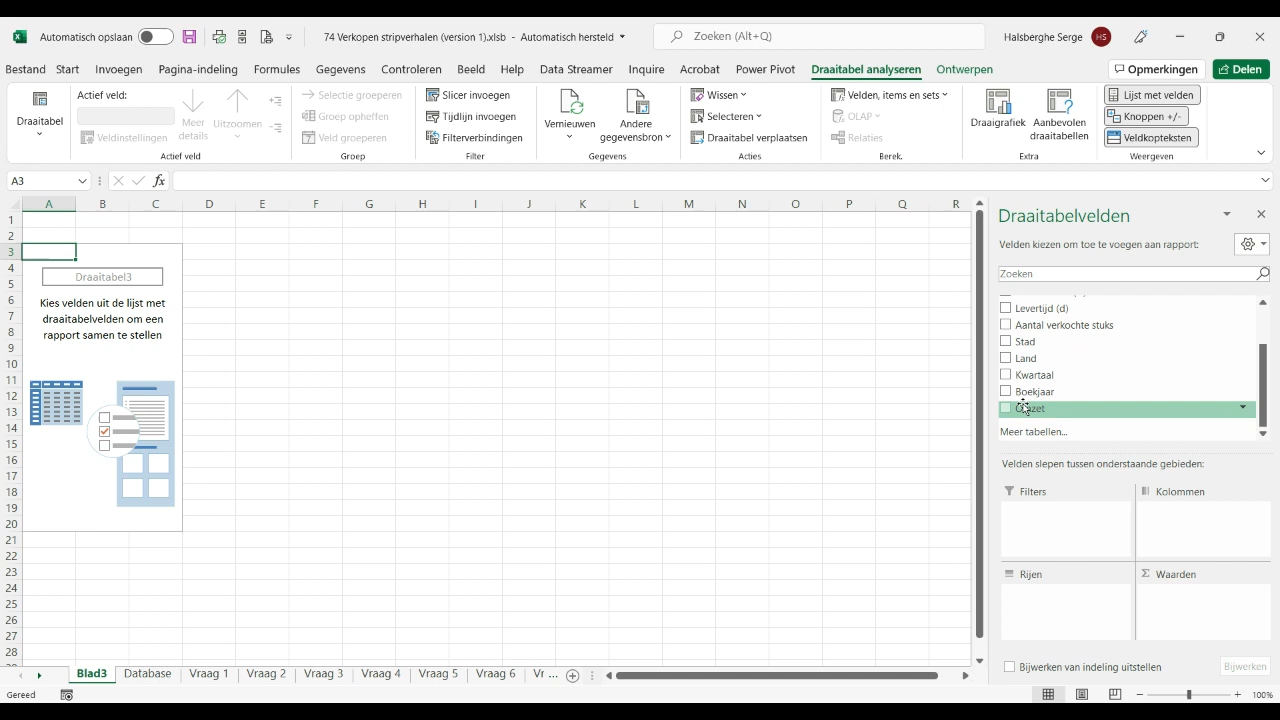 Automatisch opslaan 74 Verkopen stripverhalen (version 1).xlsb - Automatisch hersteld Zoeken (Alt+Q) Halsberghe Serge HS
Bestand Start Invoegen Pagina-indeling Formules Gegevens Controleren Beeld Help Data Streamer Inquire Acrobat Power Pivot Draaitabel analyseren Ontwerpen Opmerkingen Delen
Draaitabel
Actief veld:
Veldinstellingen
Meer details
Uitzoomen
Actief veld
Selectie groeperen
Groep opheffen
Veld groeperen
Groep
Slicer invoegen
Tijdlijn invoegen
Filterverbindingen
Filter
Vernieuwen
Andere gegevensbron
Gegevens
Wissen
Selecteren
Draaitabel verplaatsen
Acties
Velden, items en sets
OLAP
Relaties
Berek.
Draaigrafiek
Aanbevolen draaitabellen
Extra
Lijst met velden
Knoppen +/-
Veldkopteksten
Weergeven
A3 fx
A B C D E F G H I J K L M N O P Q R
1
2
3
4
5
6
7
8
9
10
11
12
13
14
15
16
17
18
19
20
21
22
23
24
25
26
27
28
Draaitabel3
Kies velden uit de lijst met
draaitabelvelden om een
rapport samen te stellen
Draaitabelvelden
Velden kiezen om toe te voegen aan rapport:
Zoeken
Levertijd (d)
Aantal verkochte stuks
Stad
Land
Kwartaal
Boekjaar
Meer tabellen...
Velden slepen tussen onderstaande gebieden:
Filters
Kolommen
Rijen
Σ Waarden
Bijwerken van indeling uitstellen Bijwerken
Blad3 Database Vraag 1 Vraag 2 Vraag 3 Vraag 4 Vraag 5 Vraag 6 Vr ...
Gereed 100%